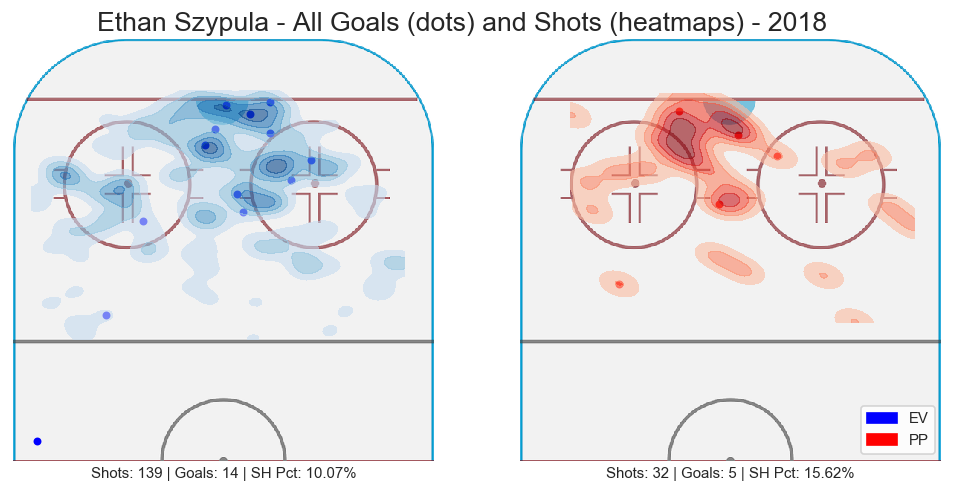 Ethan Szypula - All Goals (dots) and Shots (heatmaps) - 2018
EV
PP
Shots: 139 | Goals: 14 | SH Pct: 10.07%
Shots: 32 | Goals: 5 | SH Pct: 15.62%